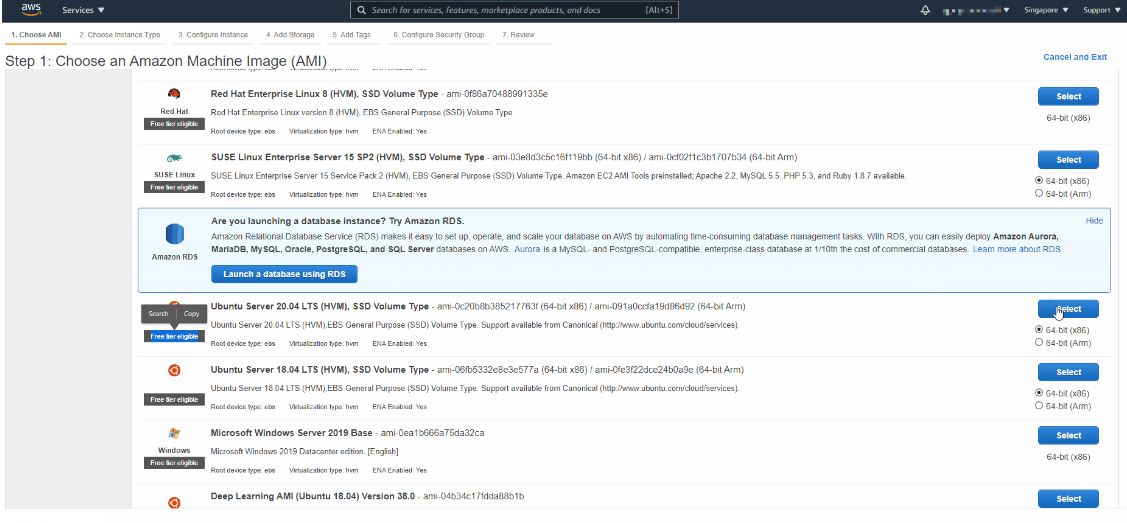 aws
Services
Search for services, features, marketplace products, and docs
[Alt+S]
Singapore
Support
1. Choose AMI
2. Choose Instance Type
3. Configure Instance
4. Add Storage
5. Add Tags
6. Configure Security Group
7. Review
Step 1: Choose an Amazon Machine Image (AMI)
Cancel and Exit
Red Hat
Free tier eligible
Red Hat Enterprise Linux 8 (HVM), SSD Volume Type - ami-0f86a70488991335e
Red Hat Enterprise Linux version 8 (HVM), EBS General Purpose (SSD) Volume Type
Root device type: ebs Virtualization type: hvm ENA Enabled: Yes
Select
64-bit (x86)
SUSE Linux
Free tier eligible
SUSE Linux Enterprise Server 15 SP2 (HVM), SSD Volume Type - ami-03e8d3c5c16f119bb (64-bit x86) / ami-0cf02f1c3b1707b34 (64-bit Arm)
SUSE Linux Enterprise Server 15 Service Pack 2 (HVM), EBS General Purpose (SSD) Volume Type. Amazon EC2 AMI Tools preinstalled; Apache 2.2, MySQL 5.5, PHP 5.3, and Ruby 1.8.7 available.
Root device type: ebs Virtualization type: hvm ENA Enabled: Yes
Select
64-bit (x86)
64-bit (Arm)
Amazon RDS
Are you launching a database instance? Try Amazon RDS.
Hide
Amazon Relational Database Service (RDS) makes it easy to set up, operate, and scale your database on AWS by automating time-consuming database management tasks. With RDS, you can easily deploy Amazon Aurora,
MariaDB, MySQL, Oracle, PostgreSQL, and SQL Server databases on AWS. Aurora is a MySQL- and PostgreSQL-compatible, enterprise-class database at 1/10th the cost of commercial databases. Learn more about RDS
Launch a database using RDS
Search
Copy
Free tier eligible
Ubuntu Server 20.04 LTS (HVM), SSD Volume Type - ami-0c20b8b385217763f (64-bit x86) / ami-091a0ccfa19d86d92 (64-bit Arm)
Ubuntu Server 20.04 LTS (HVM),EBS General Purpose (SSD) Volume Type. Support available from Canonical (http://www.ubuntu.com/cloud/services).
Root device type: ebs Virtualization type: hvm ENA Enabled: Yes
Select
64-bit (x86)
64-bit (Arm)
Free tier eligible
Ubuntu Server 18.04 LTS (HVM), SSD Volume Type - ami-06fb5332e8e3e577a (64-bit x86) / ami-0fe3f22dce24b0a9e (64-bit Arm)
Ubuntu Server 18.04 LTS (HVM),EBS General Purpose (SSD) Volume Type. Support available from Canonical (http://www.ubuntu.com/cloud/services).
Root device type: ebs Virtualization type: hvm ENA Enabled: Yes
Select
64-bit (x86)
64-bit (Arm)
Windows
Free tier eligible
Microsoft Windows Server 2019 Base - ami-0ea1b666a75da32ca
Microsoft Windows 2019 Datacenter edition. [English]
Root device type: ebs Virtualization type: hvm ENA Enabled: Yes
Select
64-bit (x86)
Deep Learning AMI (Ubuntu 18.04) Version 38.0 - ami-04b34c17fdda88b1b
Select